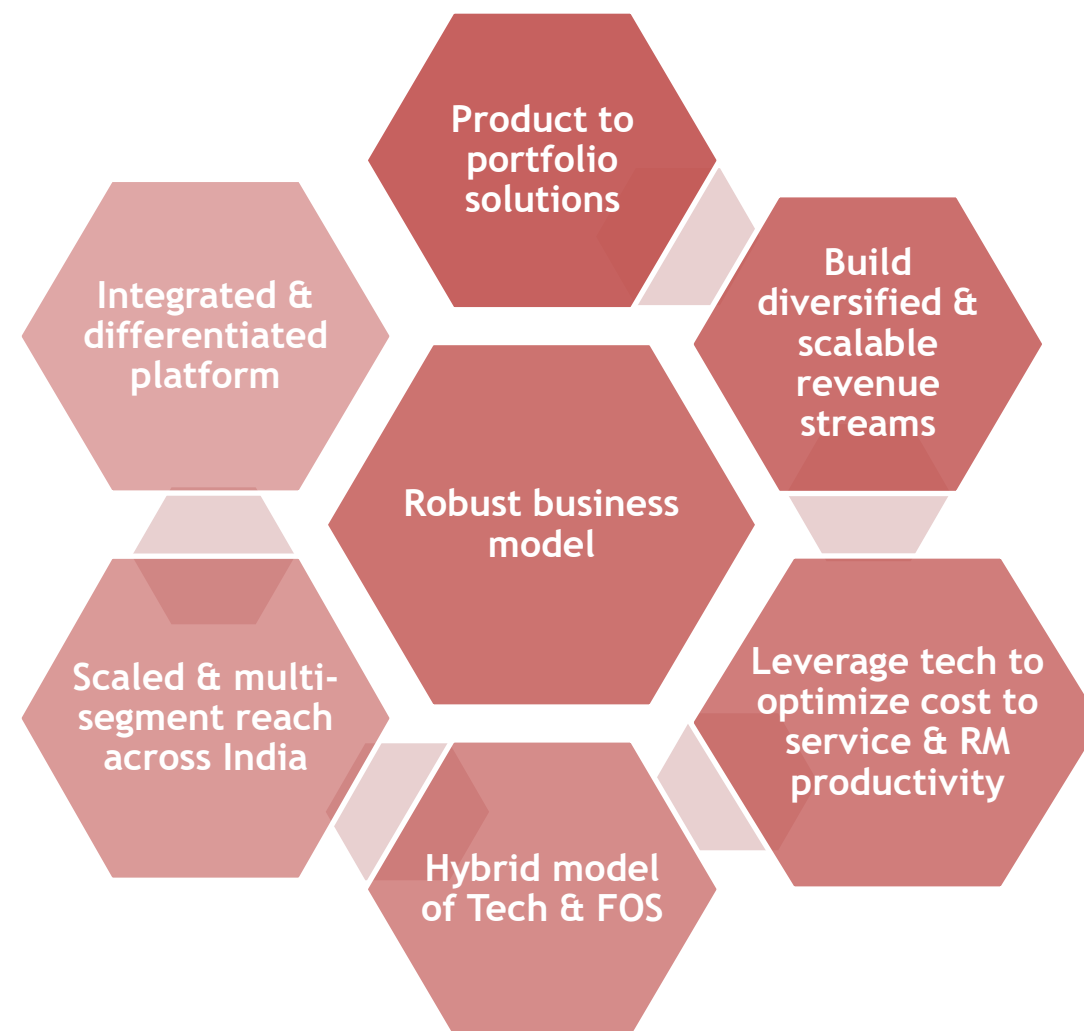 Product to
portfolio
solutions
Build
diversified &
scalable
revenue
streams
Integrated &
differentiated
platform
Robust business
model
Leverage tech to
optimize cost to
service & RM
productivity
Scaled & multi-
segment reach
across India
Hybrid model
of Tech & FOS